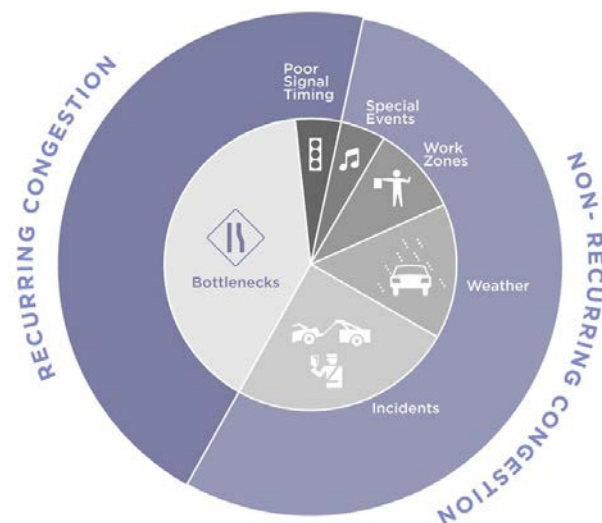 RECURRING CONGESTION
NON- RECURRING CONGESTION
Poor
Signal
Timing
Special
Events
Work
Zones
Weather
Incidents
Bottlenecks